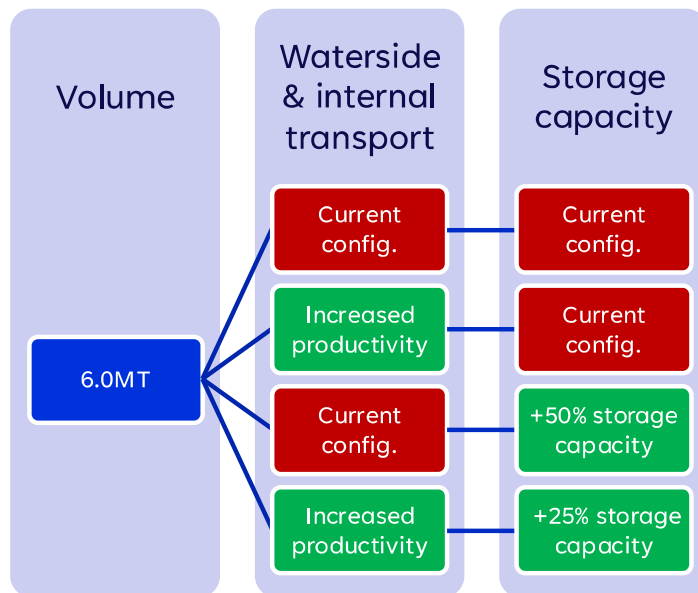 Volume
Waterside
& internal
transport
Storage
capacity
Current
config.
Current
config.
Increased
productivity
Current
config.
6.0MT
Current
config.
+50% storage
capacity
Increased
productivity
+25% storage
capacity